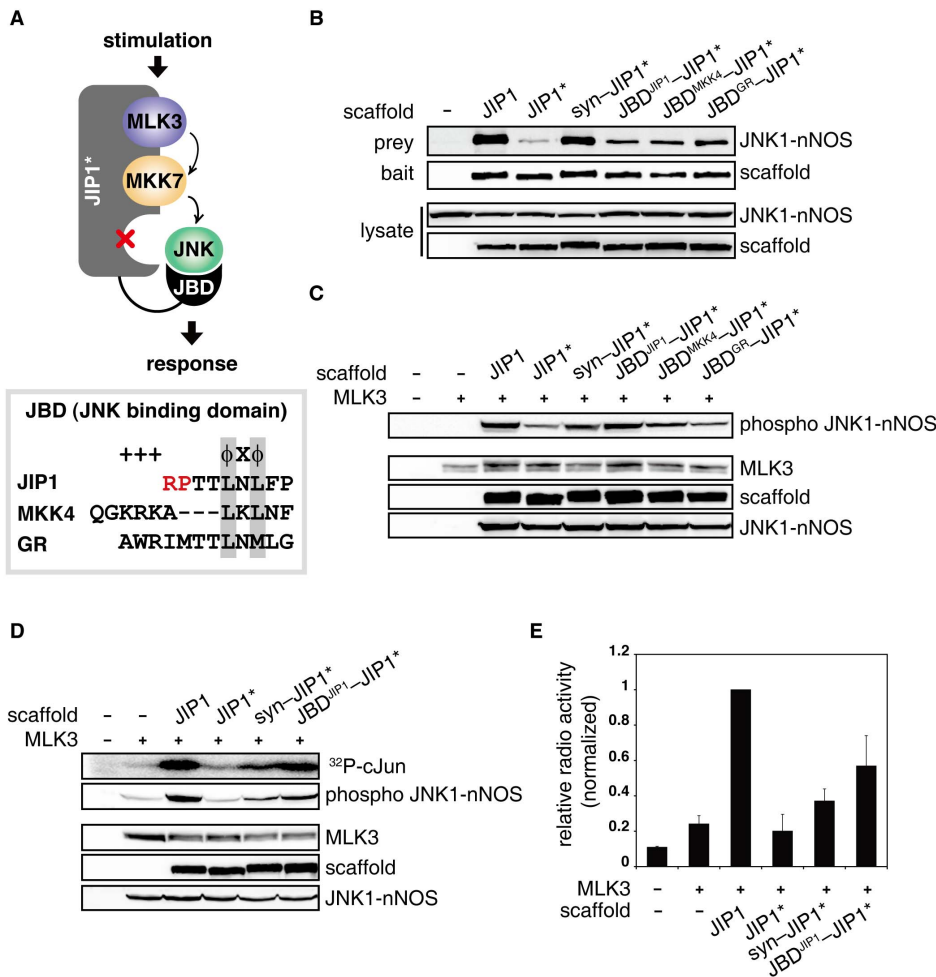 A
stimulation
JIP1*
MLK3
MKK7
JNK
JBD
response
JBD (JNK binding domain)
+++ ϕXϕ
JIP1 RPTTLNLFP
MKK4 QGKRKA---LKLNF
GR AWRIMTTLNMLG
B
scaffold – JIP1 JIP1* syn–JIP1* JBD^JIP1–JIP1* JBD^MKK4–JIP1* JBD^GR–JIP1*
prey JNK1-nNOS
bait scaffold
lysate JNK1-nNOS
scaffold
C
scaffold – – JIP1 JIP1* syn–JIP1* JBD^JIP1–JIP1* JBD^MKK4–JIP1* JBD^GR–JIP1*
MLK3 – + + + + + + +
phospho JNK1-nNOS
MLK3
scaffold
JNK1-nNOS
D
scaffold – – JIP1 JIP1* syn–JIP1* JBD^JIP1–JIP1*
MLK3 – + + + + +
³²P-cJun
phospho JNK1-nNOS
MLK3
scaffold
JNK1-nNOS
E
relative radio activity
(normalized)
1.2
1
0.8
0.6
0.4
0.2
0
MLK3 – + + + + +
scaffold – – JIP1 JIP1* syn–JIP1* JBD^JIP1–JIP1*